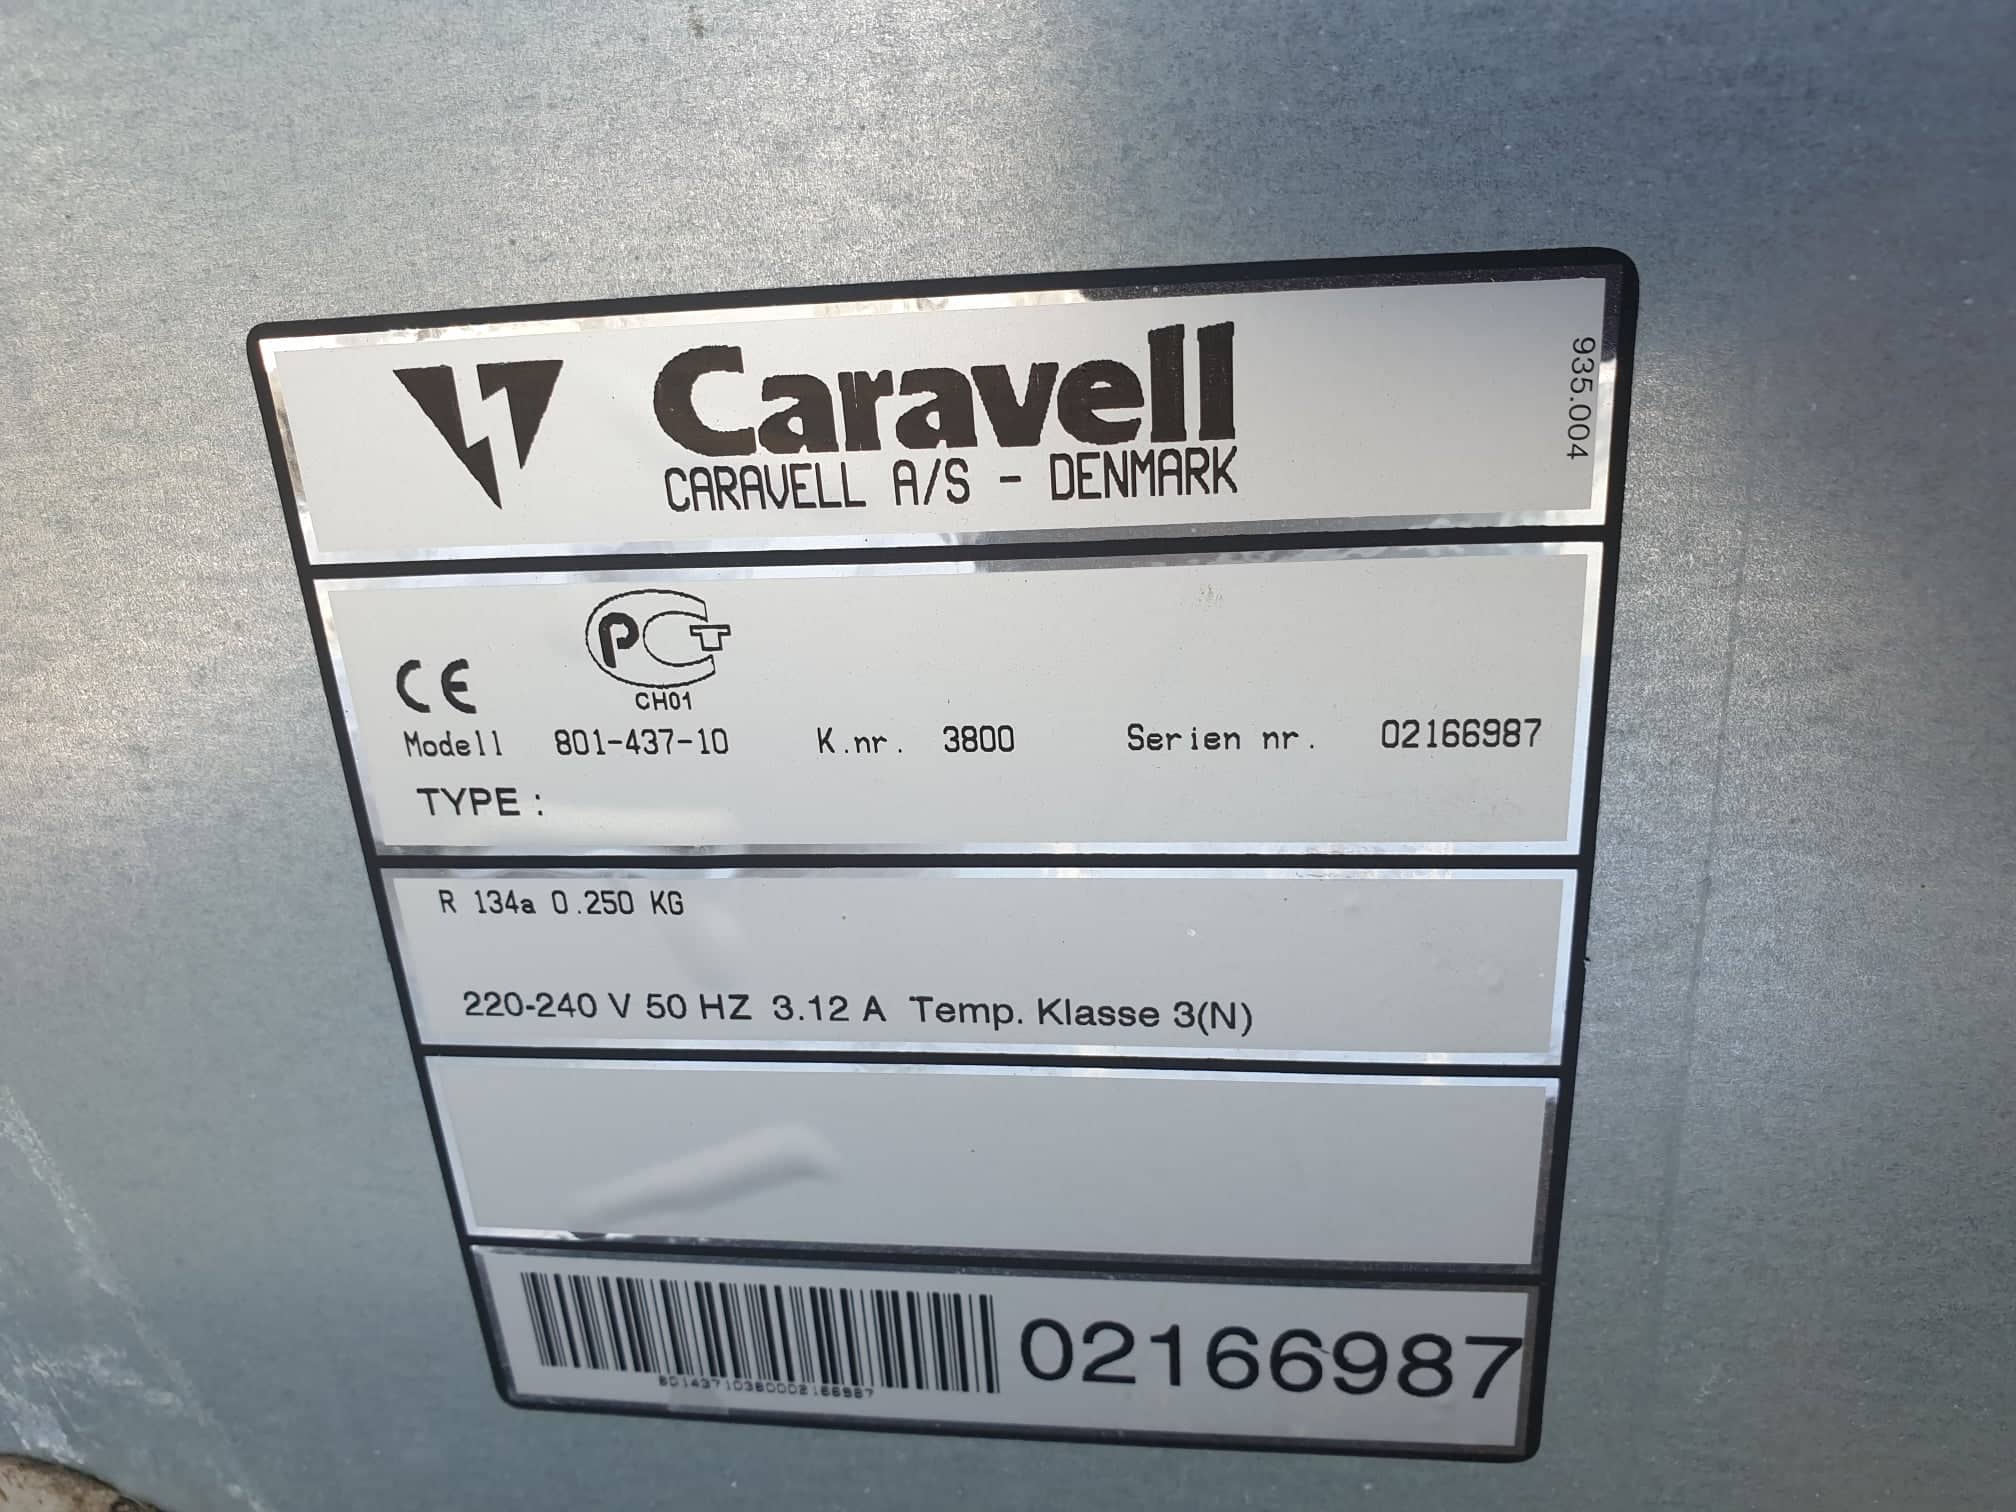 Caravell
CARAVELL A/S - DENMARK
935.004
CE
PCT
CH01
Modell 801-437-10 K.nr. 3800 Serien nr. 02166987
TYPE :
R 134a 0.250 KG
220-240 V 50 HZ 3.12 A Temp. Klasse 3(N)
02166987
80143710380002166987